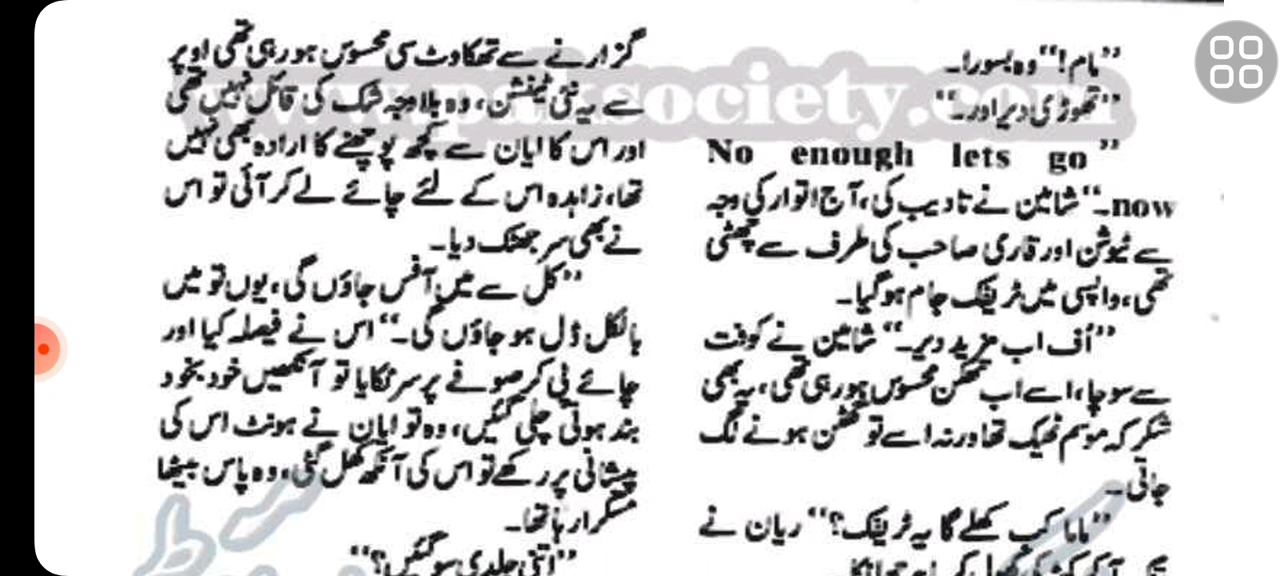 ”مام!“ وہ بسورا۔
”تھوڑی دیر اور۔“
”No enough lets go
now۔“ شامین نے تادیب کی، آج اتوار کی وجہ
سے ٹیوشن اور قاری صاحب کی طرف سے چھٹی
تھی، واپسی میں ٹریفک جام ہو گیا۔
”اُف اب مزید دیر۔“ شامین نے کوفت
سے سوچا، اسے اب تھکن محسوس ہو رہی تھی، یہ بھی
شکر کہ موسم ٹھیک تھا ورنہ اسے تو گھٹن ہونے لگ
جاتی۔
”ماما کب کھلے گا یہ ٹریفک؟“ ریان نے
گزارنے سے تھکاوٹ سی محسوس ہو رہی تھی اوپر
سے یہ نئی ٹینشن، وہ بلاوجہ شک کی قائل نہیں تھی
اور اس کا ایان سے کچھ پوچھنے کا ارادہ بھی نہیں
تھا، زاہدہ اس کے لئے چائے لے کر آئی تو اس
نے بھی سر جھٹک دیا۔
”کل سے میں آفس جاؤں گی، یوں تو میں
بالکل ڈل ہو جاؤں گی۔“ اس نے فیصلہ کیا اور
چائے پی کر صوفے پر سر ٹکایا تو آنکھیں خود بخود
بند ہوتی چلی گئیں، وہ تو ایان نے ہونٹ اس کی
پیشانی پر رکھے تو اس کی آنکھ کھل گئی، وہ پاس بیٹھا
مسکرا رہا تھا۔
”اتنی جلدی سو گئیں؟“
www.paksociety.com